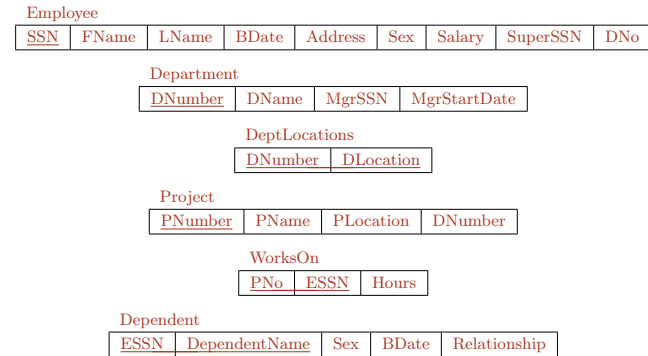 Employee
SSN FName LName BDate Address Sex Salary SuperSSN DNo
Department
DNumber DName MgrSSN MgrStartDate
DeptLocations
DNumber DLocation
Project
PNumber PName PLocation DNumber
WorksOn
PNo ESSN Hours
Dependent
ESSN DependentName Sex BDate Relationship